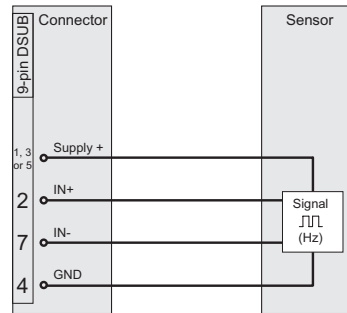 Connector
Sensor
9-pin DSUB
1, 3
or 5
Supply +
2
IN+
7
IN-
4
GND
Signal
(Hz)